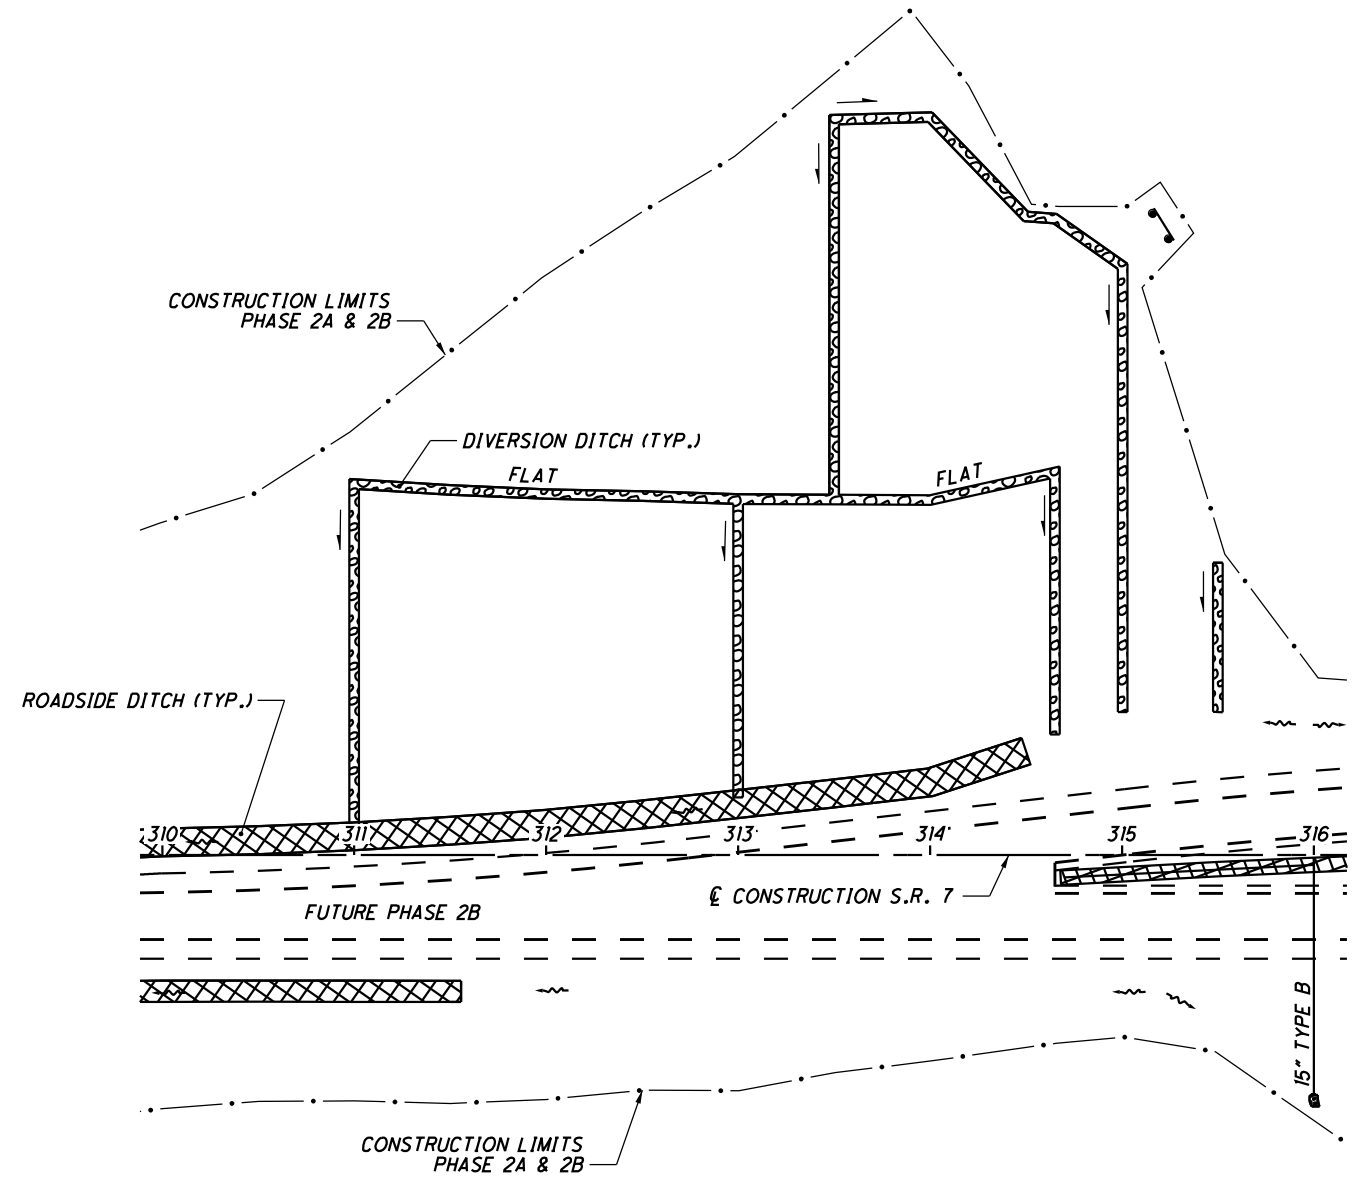 CONSTRUCTION LIMITS
PHASE 2A & 2B
DIVERSION DITCH (TYP.)
FLAT
FLAT
ROADSIDE DITCH (TYP.)
310 311 312 313 314 315 316
℄ CONSTRUCTION S.R. 7
FUTURE PHASE 2B
15" TYPE B
CONSTRUCTION LIMITS
PHASE 2A & 2B